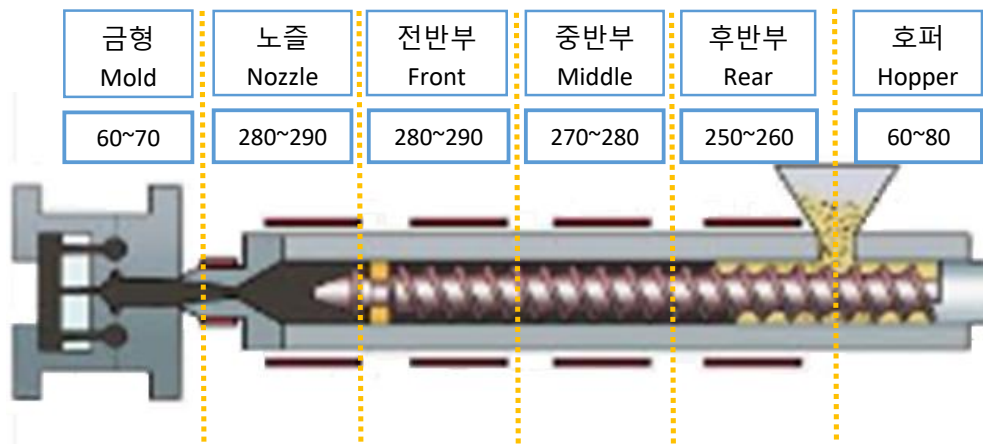 금형
Mold
노즐
Nozzle
전반부
Front
중반부
Middle
후반부
Rear
호퍼
Hopper
60~70
280~290
280~290
270~280
250~260
60~80